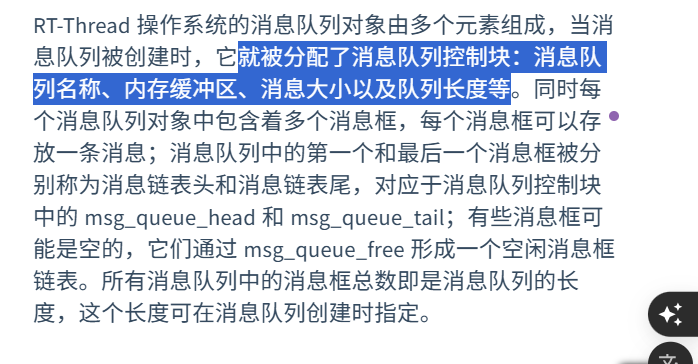 RT-Thread 操作系统的消息队列对象由多个元素组成，当消
息队列被创建时，它就被分配了消息队列控制块：消息队
列名称、内存缓冲区、消息大小以及队列长度等。同时每
个消息队列对象中包含着多个消息框，每个消息框可以存
放一条消息；消息队列中的第一个和最后一个消息框被分
别称为消息链表头和消息链表尾，对应于消息队列控制块
中的 msg_queue_head 和 msg_queue_tail；有些消息框可
能是空的，它们通过 msg_queue_free 形成一个空闲消息框
链表。所有消息队列中的消息框总数即是消息队列的长
度，这个长度可在消息队列创建时指定。